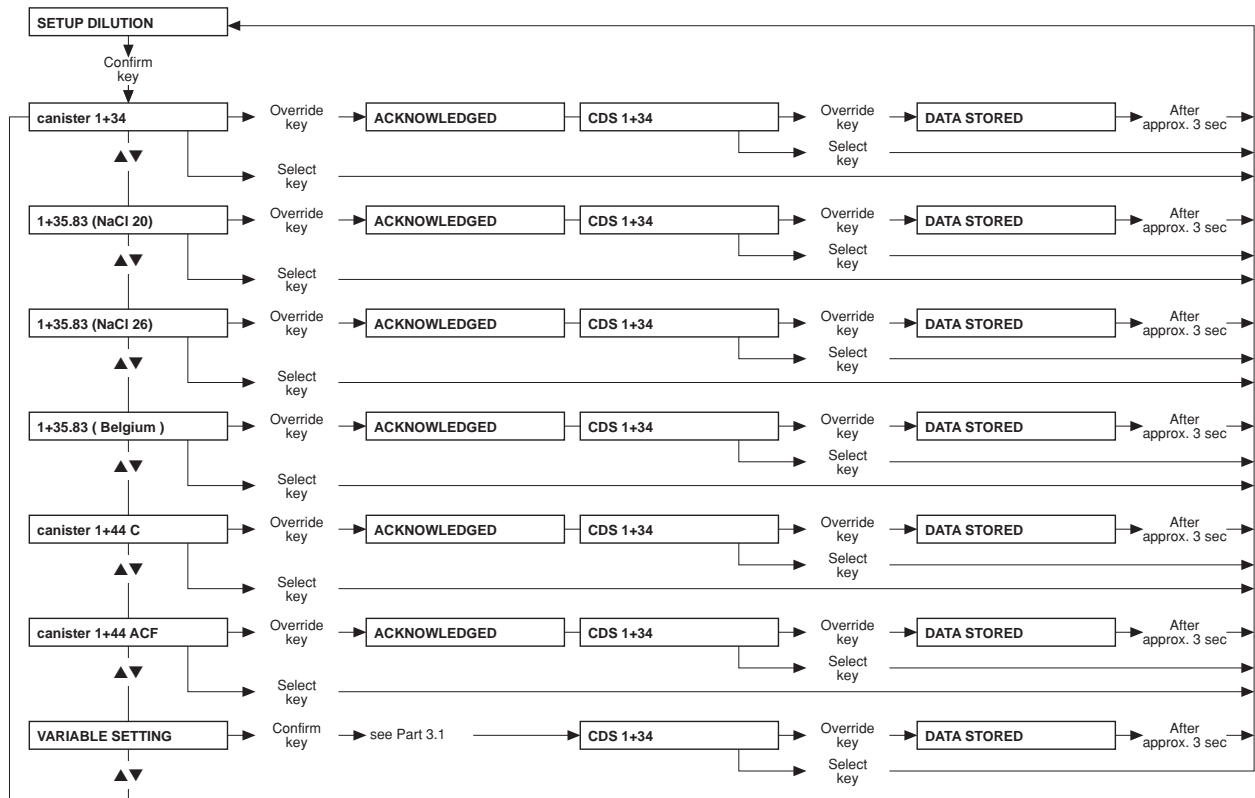 SETUP DILUTION
Confirm
key
canister 1+34
Override
key
ACKNOWLEDGED
CDS 1+34
Override
key
DATA STORED
After
approx. 3 sec
Select
key
Select
key
▲▼
1+35.83 (NaCl 20)
Override
key
ACKNOWLEDGED
CDS 1+34
Override
key
DATA STORED
After
approx. 3 sec
Select
key
Select
key
▲▼
1+35.83 (NaCl 26)
Override
key
ACKNOWLEDGED
CDS 1+34
Override
key
DATA STORED
After
approx. 3 sec
Select
key
Select
key
▲▼
1+35.83 ( Belgium )
Override
key
ACKNOWLEDGED
CDS 1+34
Override
key
DATA STORED
After
approx. 3 sec
Select
key
Select
key
▲▼
canister 1+44 C
Override
key
ACKNOWLEDGED
CDS 1+34
Override
key
DATA STORED
After
approx. 3 sec
Select
key
Select
key
▲▼
canister 1+44 ACF
Override
key
ACKNOWLEDGED
CDS 1+34
Override
key
DATA STORED
After
approx. 3 sec
Select
key
Select
key
▲▼
VARIABLE SETTING
Confirm
key
see Part 3.1
CDS 1+34
Override
key
DATA STORED
After
approx. 3 sec
Select
key
▲▼